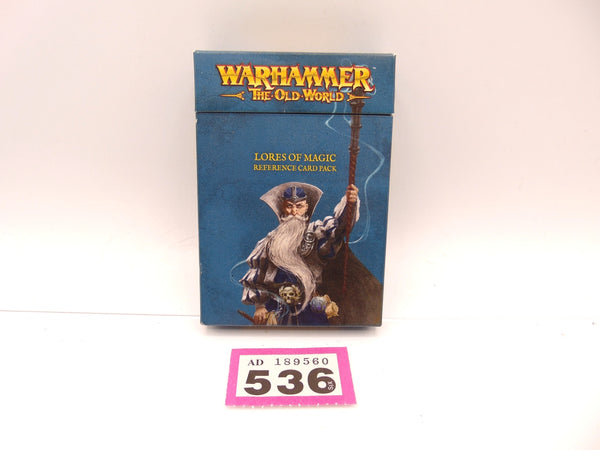 WARHAMMER
THE·OLD·WORLD
LORES OF MAGIC
REFERENCE CARD PACK
AD 189560
536